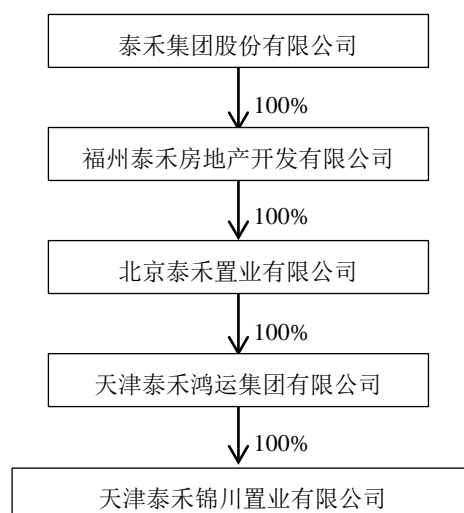 泰禾集团股份有限公司
100%
福州泰禾房地产开发有限公司
100%
北京泰禾置业有限公司
100%
天津泰禾鸿运集团有限公司
100%
天津泰禾锦川置业有限公司